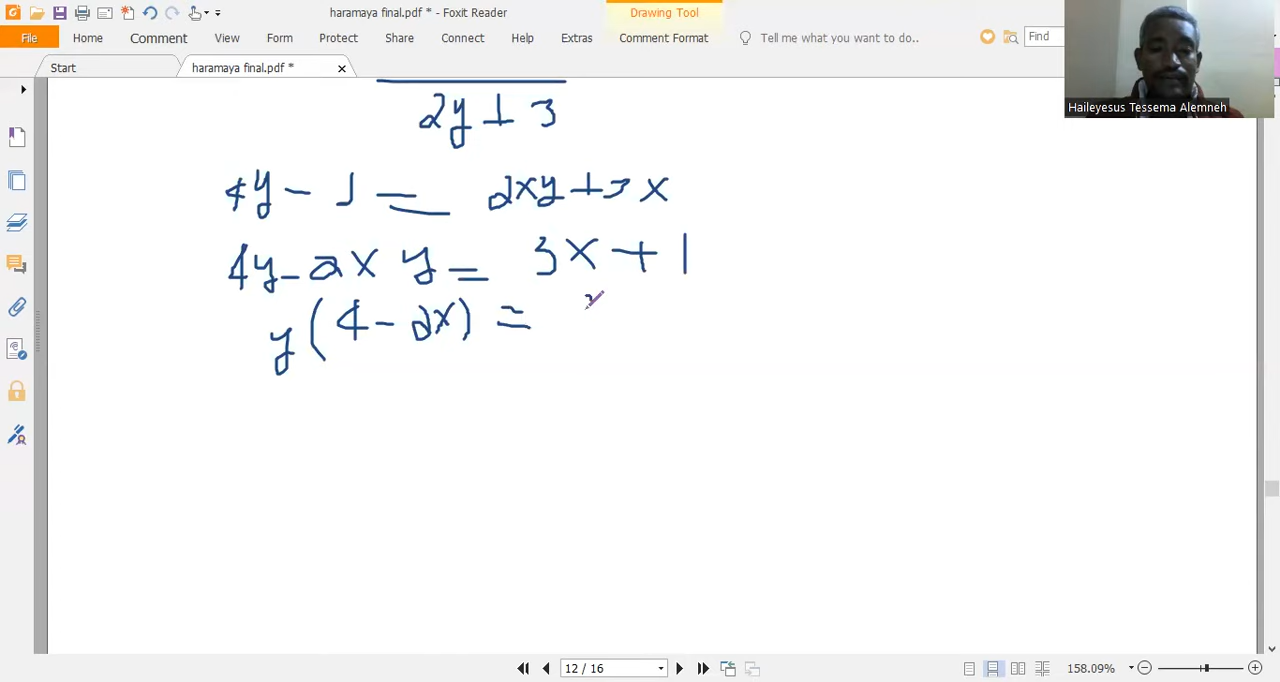 haramaya final.pdf * - Foxit Reader
Drawing Tool
File Home Comment View Form Protect Share Connect Help Extras Comment Format Tell me what you want to do.. Find
Start haramaya final.pdf *
Haileyesus Tessema Alemneh
2y + 3
4y - 1 = 2xy + 3x
4y - 2xy = 3x + 1
y(4 - 2x) =
12 / 16
158.09%